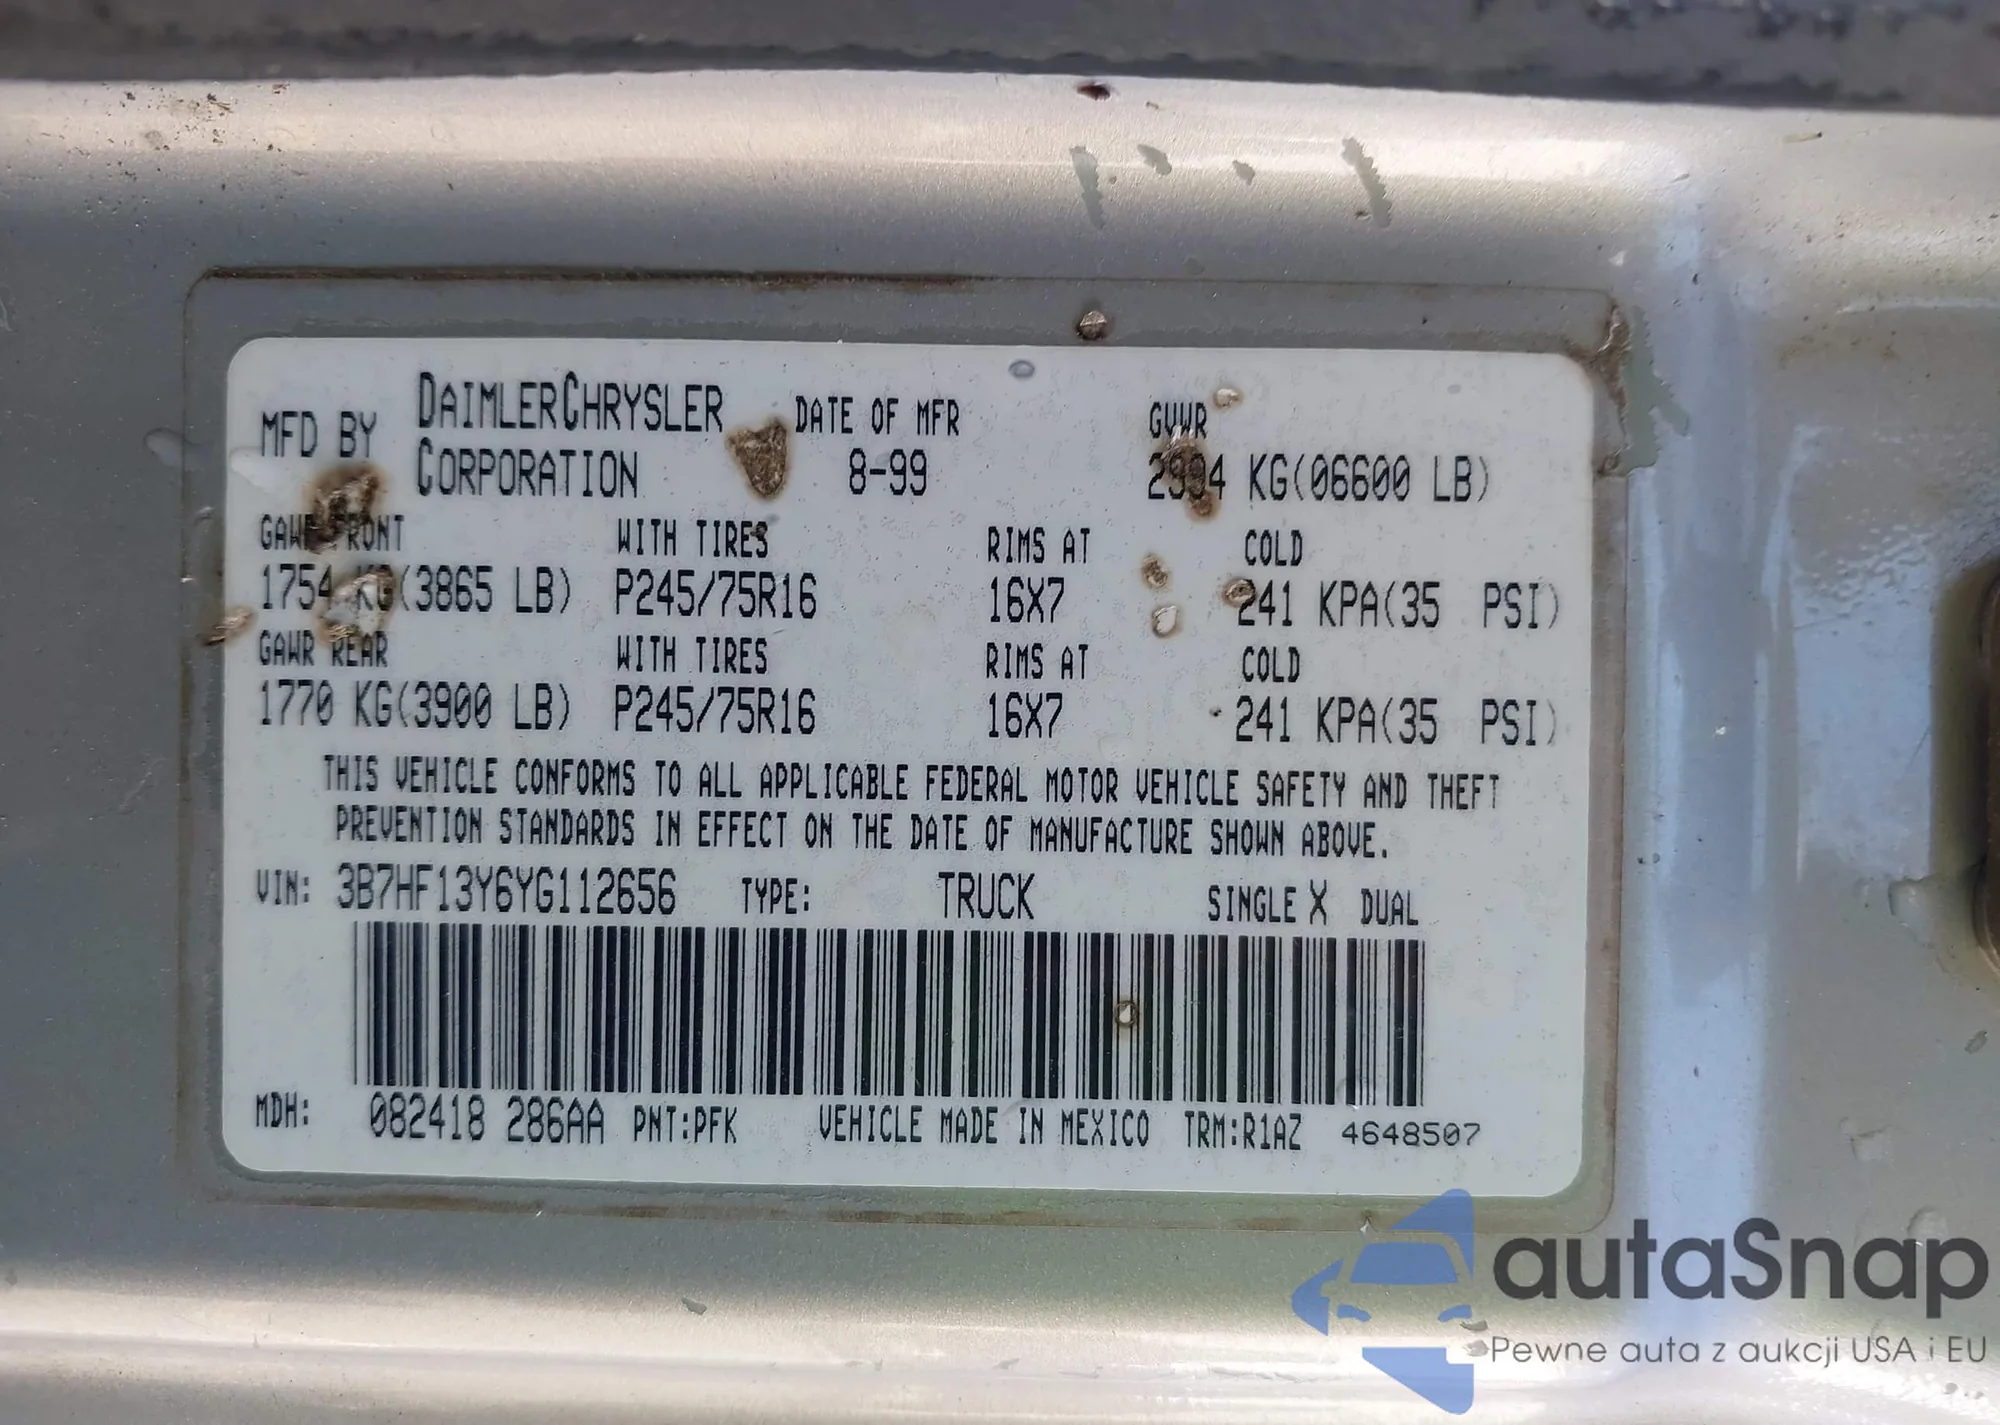 MFD BY DAIMLERCHRYSLER CORPORATION DATE OF MFR 8-99 GVWR 2994 KG(06600 LB)
GAWR FRONT WITH TIRES RIMS AT COLD
1754 KG(3865 LB) P245/75R16 16X7 241 KPA(35 PSI)
GAWR REAR WITH TIRES RIMS AT COLD
1770 KG(3900 LB) P245/75R16 16X7 241 KPA(35 PSI)
THIS VEHICLE CONFORMS TO ALL APPLICABLE FEDERAL MOTOR VEHICLE SAFETY AND THEFT
PREVENTION STANDARDS IN EFFECT ON THE DATE OF MANUFACTURE SHOWN ABOVE.
VIN: 3B7HF13Y6YG112656 TYPE: TRUCK SINGLE X DUAL
MDH: 082418 286AA PNT:PFK VEHICLE MADE IN MEXICO TRM:R1AZ 4648507
autaSnap
Pewne auta z aukcji USA i EU